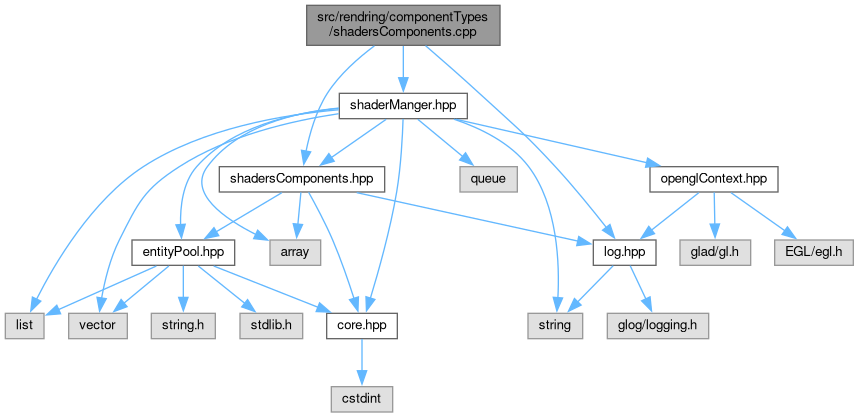 src/rendring/componentTypes
/shadersComponents.cpp
shaderManger.hpp
shadersComponents.hpp
queue
openglContext.hpp
entityPool.hpp
array
log.hpp
glad/gl.h
EGL/egl.h
list
vector
string.h
stdlib.h
core.hpp
string
glog/logging.h
cstdint